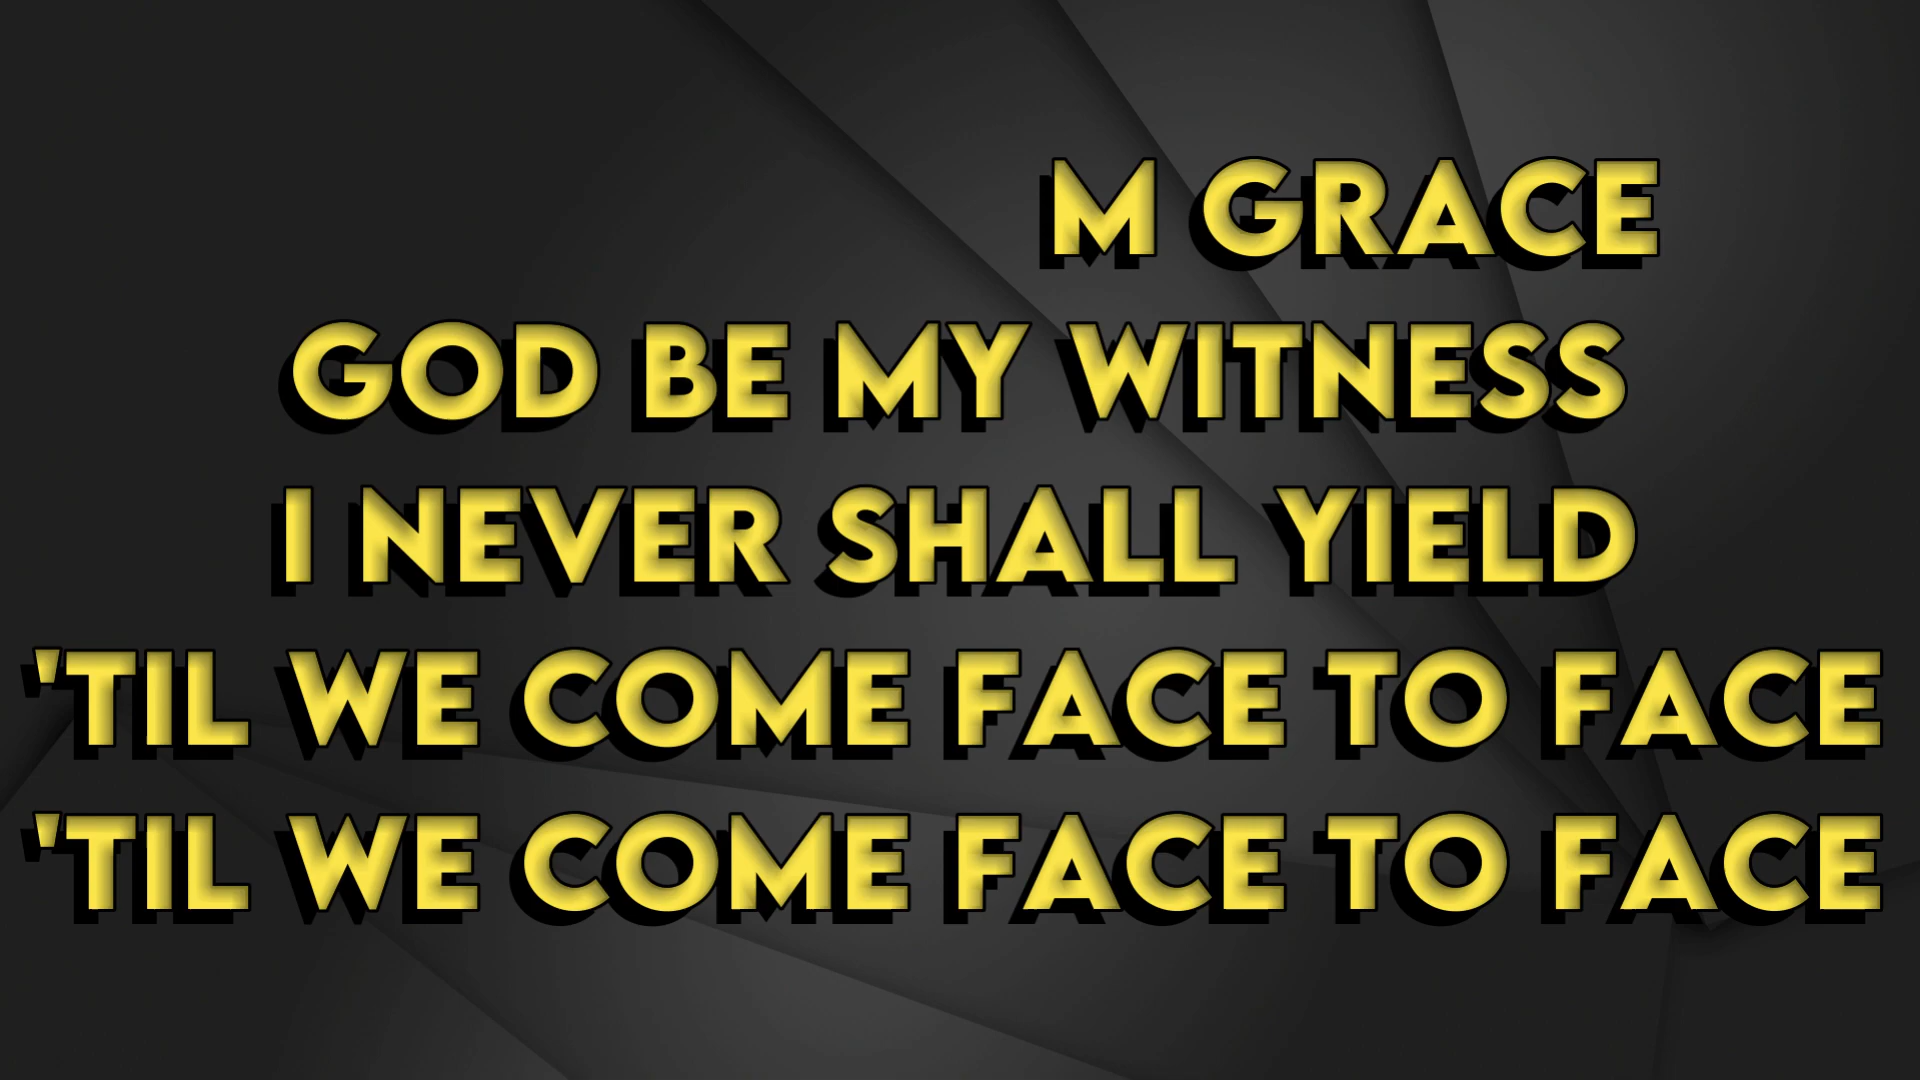 M GRACE
GOD BE MY WITNESS
I NEVER SHALL YIELD
'TIL WE COME FACE TO FACE
'TIL WE COME FACE TO FACE